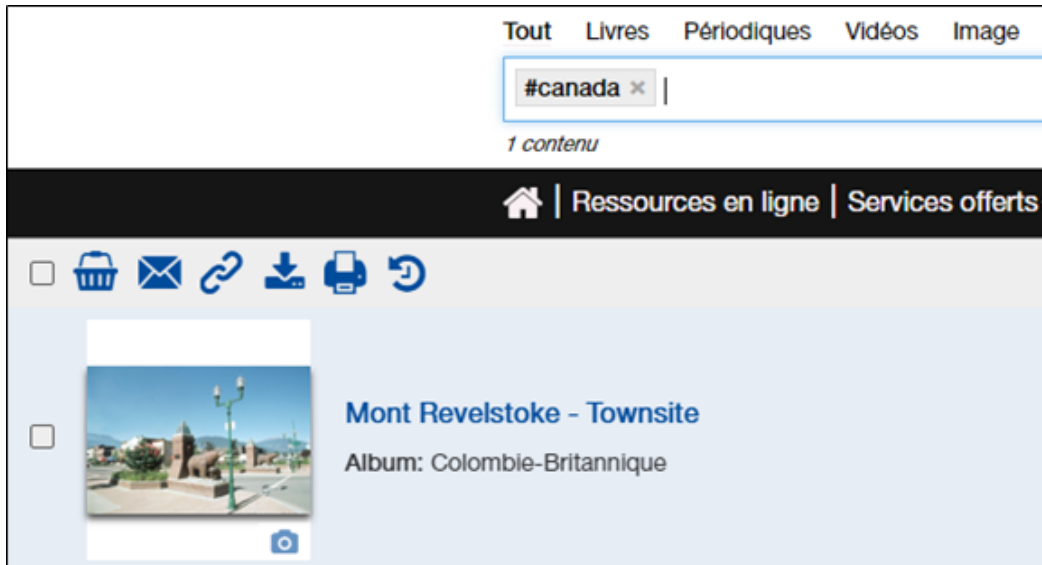 Tout Livres Périodiques Vidéos Image
#canada ×
1 contenu
Ressources en ligne | Services offerts
Mont Revelstoke - Townsite
Album: Colombie-Britannique